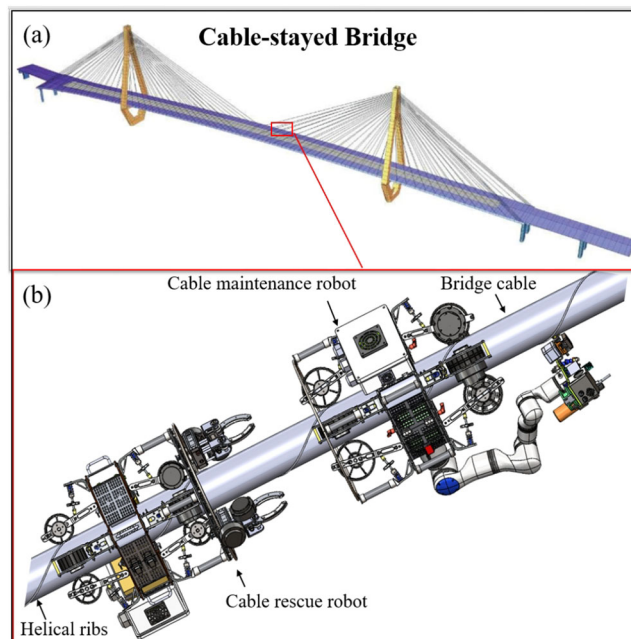 (a)
Cable-stayed Bridge
(b)
Cable maintenance robot
Bridge cable
Cable rescue robot
Helical ribs